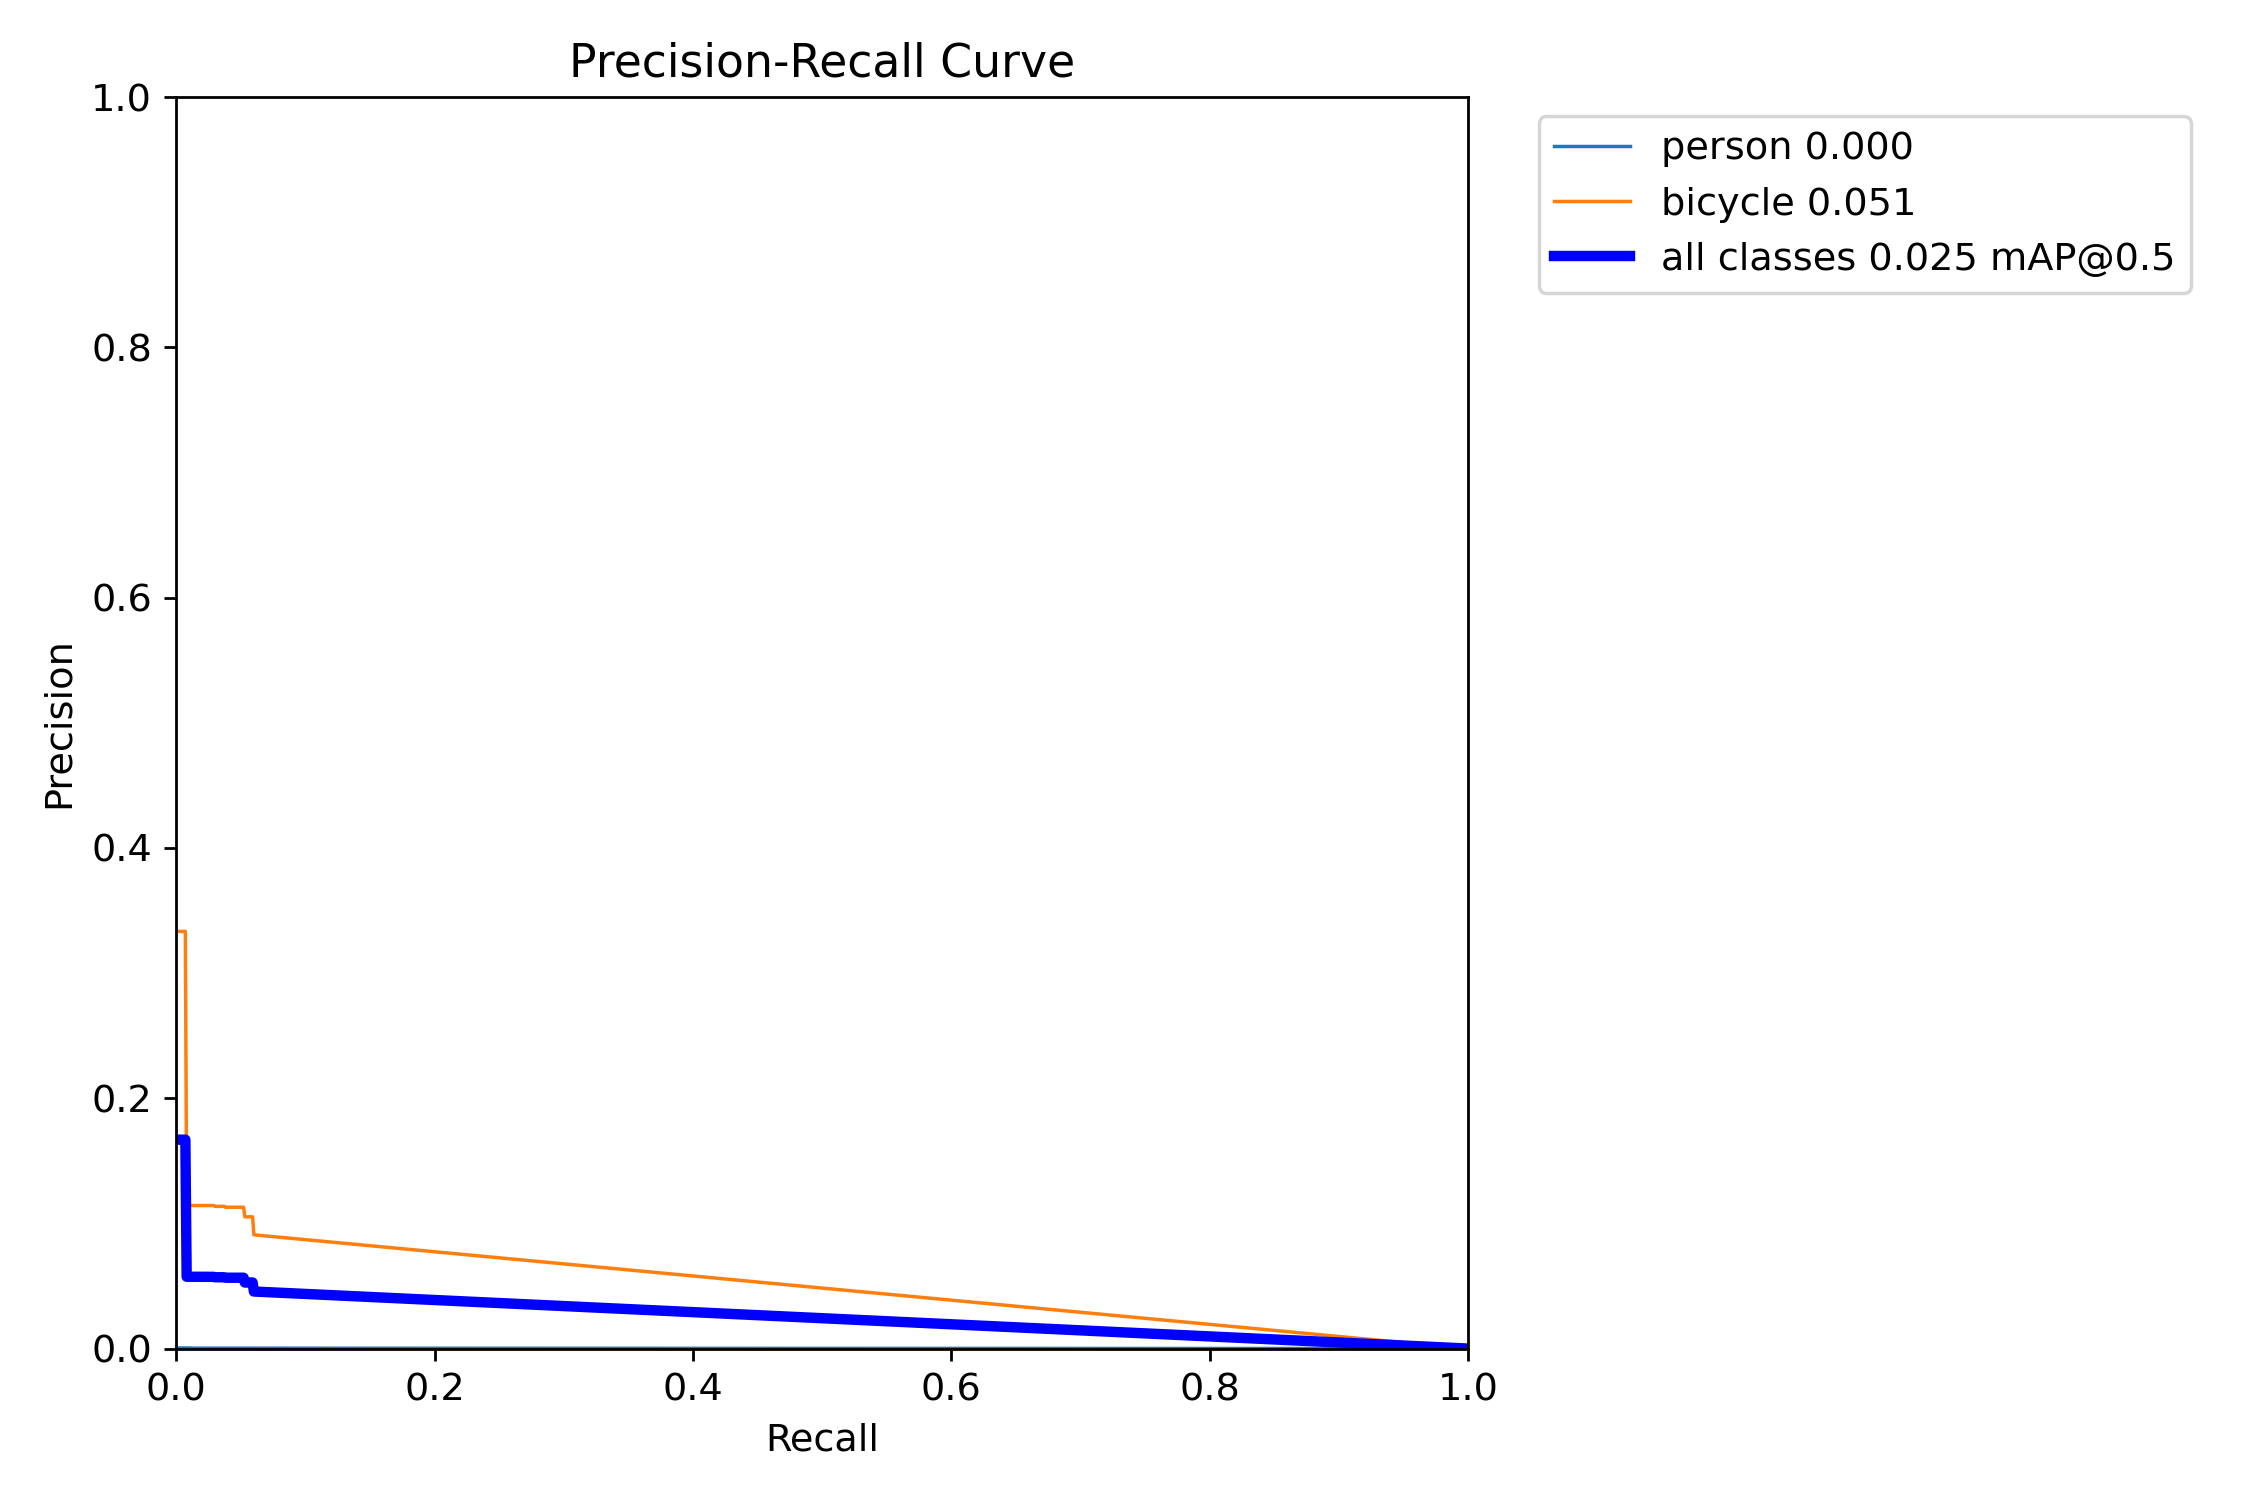 Precision-Recall Curve
1.0
0.8
0.6
0.4
0.2
0.0
Precision
0.0 0.2 0.4 0.6 0.8 1.0
Recall
person 0.000
bicycle 0.051
all classes 0.025 mAP@0.5